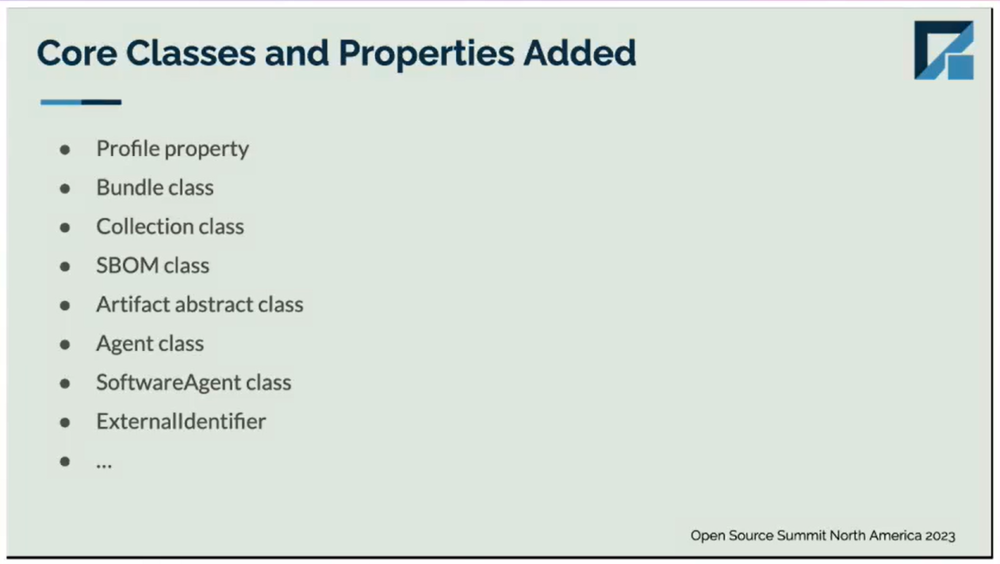 Core Classes and Properties Added
● Profile property
● Bundle class
● Collection class
● SBOM class
● Artifact abstract class
● Agent class
● SoftwareAgent class
● ExternalIdentifier
● ...
Open Source Summit North America 2023